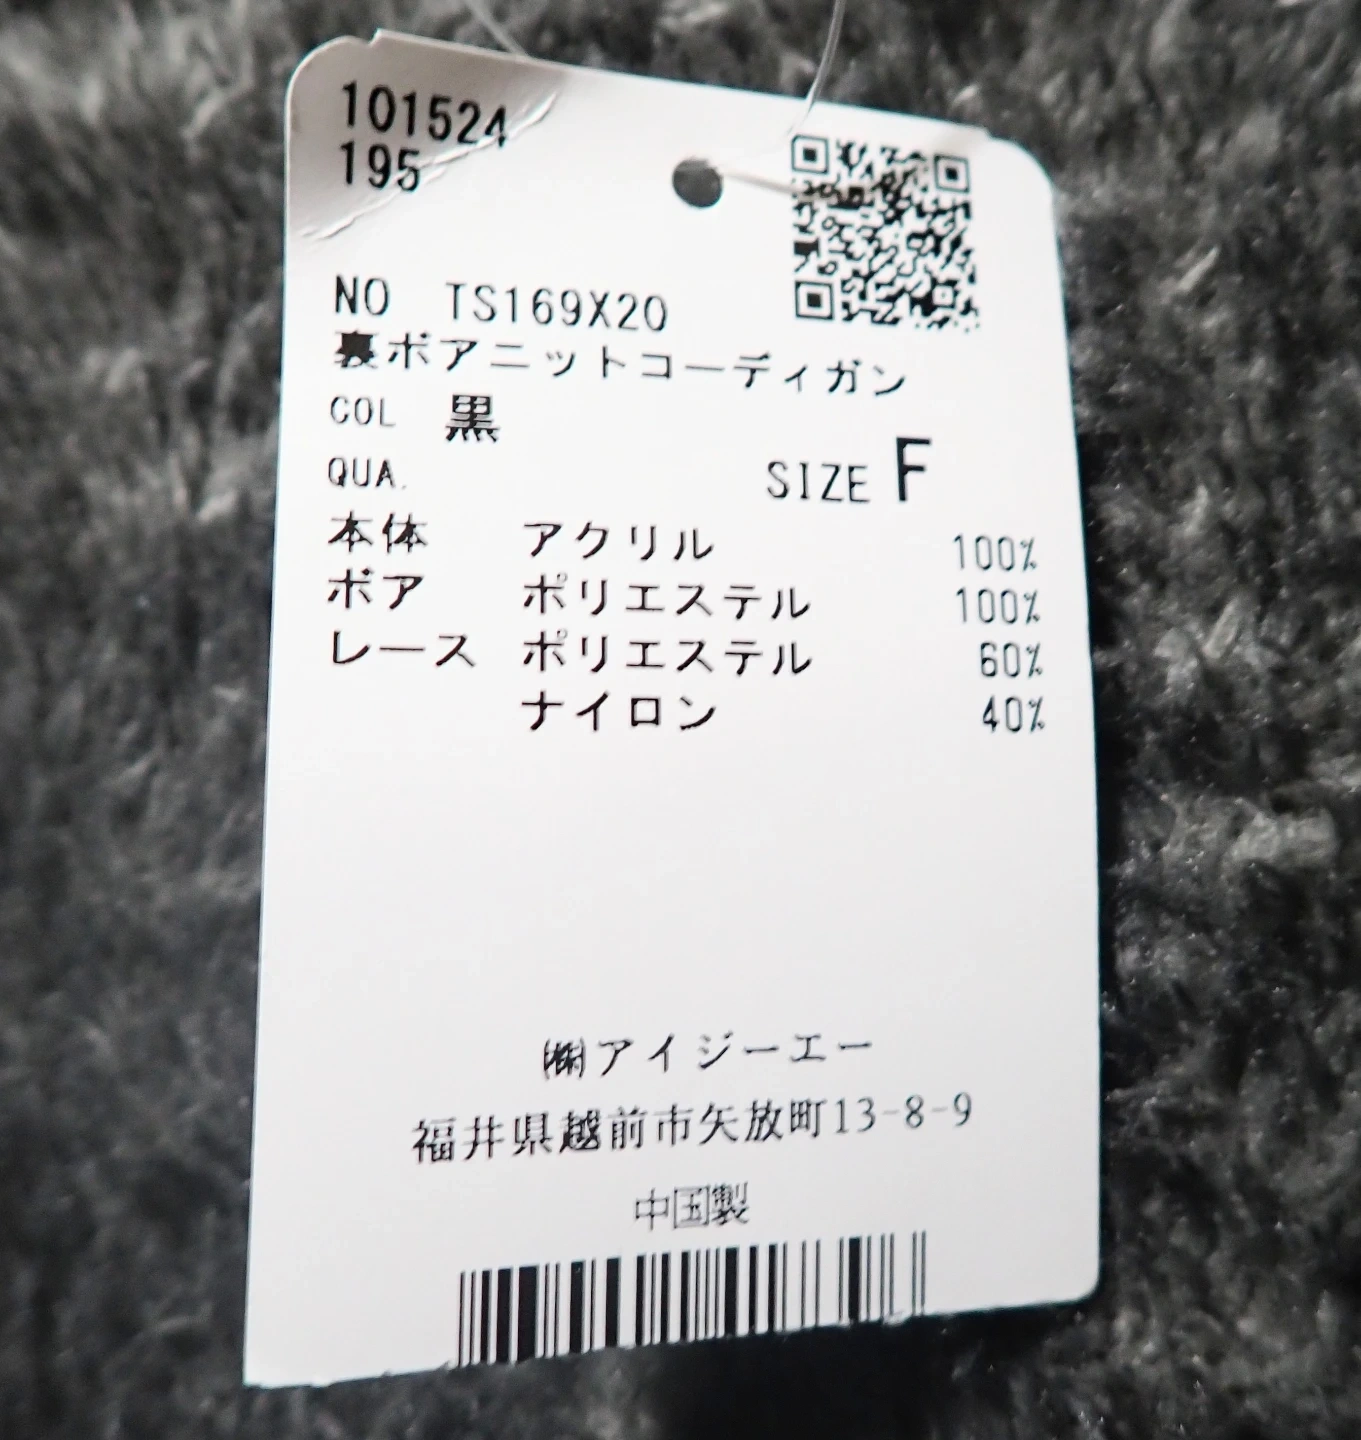 101524
195
NO TS169X20
裏ボアニットコーディガン
COL 黒
QUA. SIZE F
本体 アクリル 100%
ボア ポリエステル 100%
レース ポリエステル 60%
ナイロン 40%
㈱アイジーエー
福井県越前市矢放町13-8-9
中国製